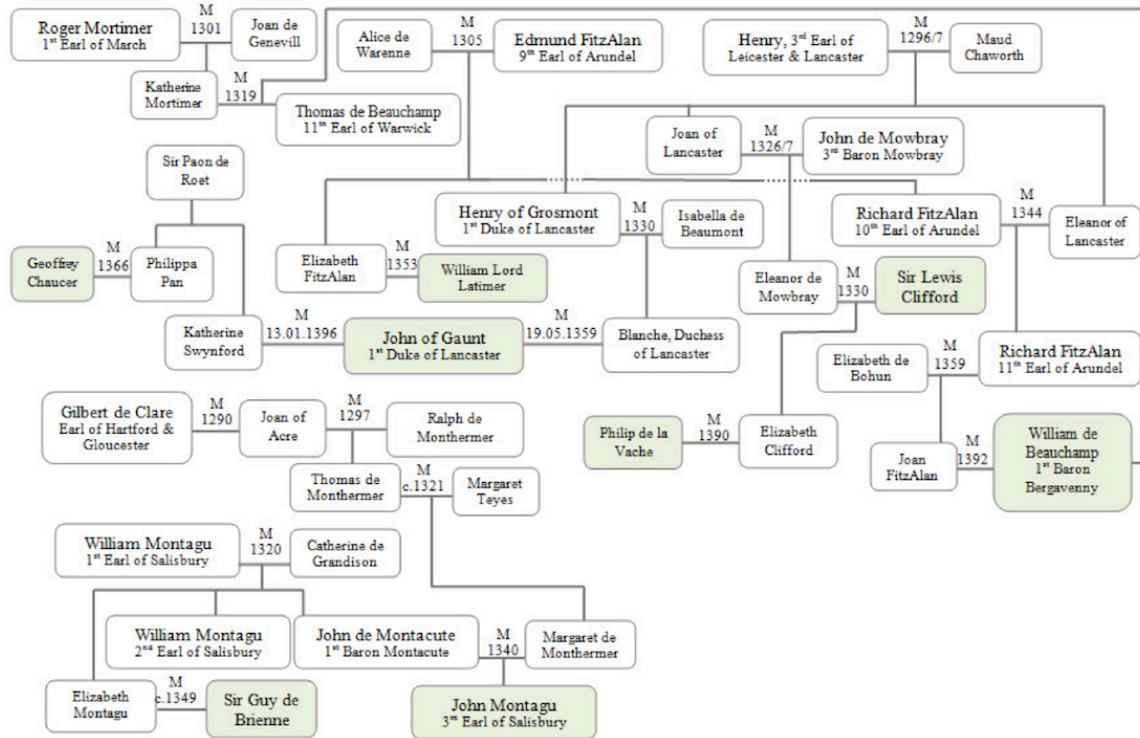 Roger Mortimer
1st Earl of March
M
1301
Joan de
Genevill
Alice de
Warenne
M
1305
Edmund FitzAlan
9th Earl of Arundel
Henry, 3rd Earl of
Leicester & Lancaster
M
1296/7
Maud
Chaworth
Katherine
Mortimer
M
1319
Thomas de Beauchamp
11th Earl of Warwick
Joan of
Lancaster
M
1326/7
John de Mowbray
3rd Baron Mowbray
Sir Paon de
Roet
Henry of Grosmont
1st Duke of Lancaster
M
1330
Isabella de
Beaumont
Richard FitzAlan
10th Earl of Arundel
M
1344
Eleanor of
Lancaster
Geoffrey
Chaucer
M
1366
Philippa
Pan
Elizabeth
FitzAlan
M
1353
William Lord
Latimer
Eleanor de
Mowbray
M
1330
Sir Lewis
Clifford
Katherine
Swynford
M
13.01.1396
John of Gaunt
1st Duke of Lancaster
M
19.05.1359
Blanche, Duchess
of Lancaster
Elizabeth de
Bohun
M
1359
Richard FitzAlan
11th Earl of Arundel
Gilbert de Clare
Earl of Hartford &
Gloucester
M
1290
Joan of
Acre
M
1297
Ralph de
Monthermer
Philip de la
Vache
M
1390
Elizabeth
Clifford
Joan
FitzAlan
M
1392
William de
Beauchamp
1st Baron
Bergavenny
Thomas de
Monthermer
M
c.1321
Margaret
Teyes
William Montagu
1st Earl of Salisbury
M
1320
Catherine de
Grandison
William Montagu
2nd Earl of Salisbury
John de Montacute
1st Baron Montacute
M
1340
Margaret de
Monthermer
Elizabeth
Montagu
M
c.1349
Sir Guy de
Brienne
John Montagu
3rd Earl of Salisbury